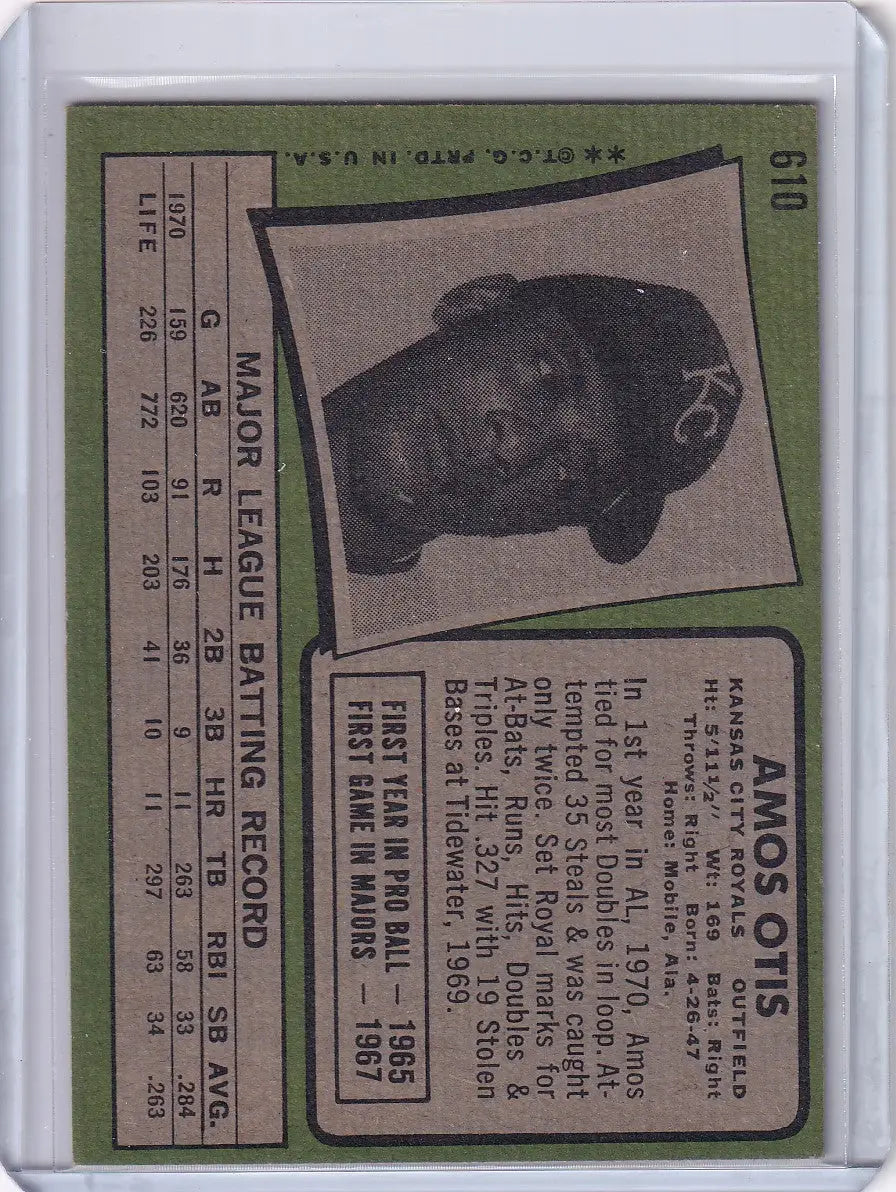 610
**©T.C.G. PRTD. IN U.S.A.
KC
AMOS OTIS
KANSAS CITY ROYALS OUTFIELD
Ht: 5/11½" Wt: 169 Bats: Right
Throws: Right Born: 4-26-47
Home: Mobile, Ala.
In 1st year in AL, 1970, Amos
tied for most Doubles in loop. At-
tempted 35 Steals & was caught
only twice. Set Royal marks for
At-Bats, Runs, Hits, Doubles &
Triples. Hit .327 with 19 Stolen
Bases at Tidewater, 1969.
FIRST YEAR IN PRO BALL — 1965
FIRST GAME IN MAJORS — 1967
MAJOR LEAGUE BATTING RECORD
G AB R H 2B 3B HR TB RBI SB AVG.
1970 159 620 91 176 36 9 11 263 58 33 .284
LIFE 226 772 103 203 41 10 11 297 63 34 .263